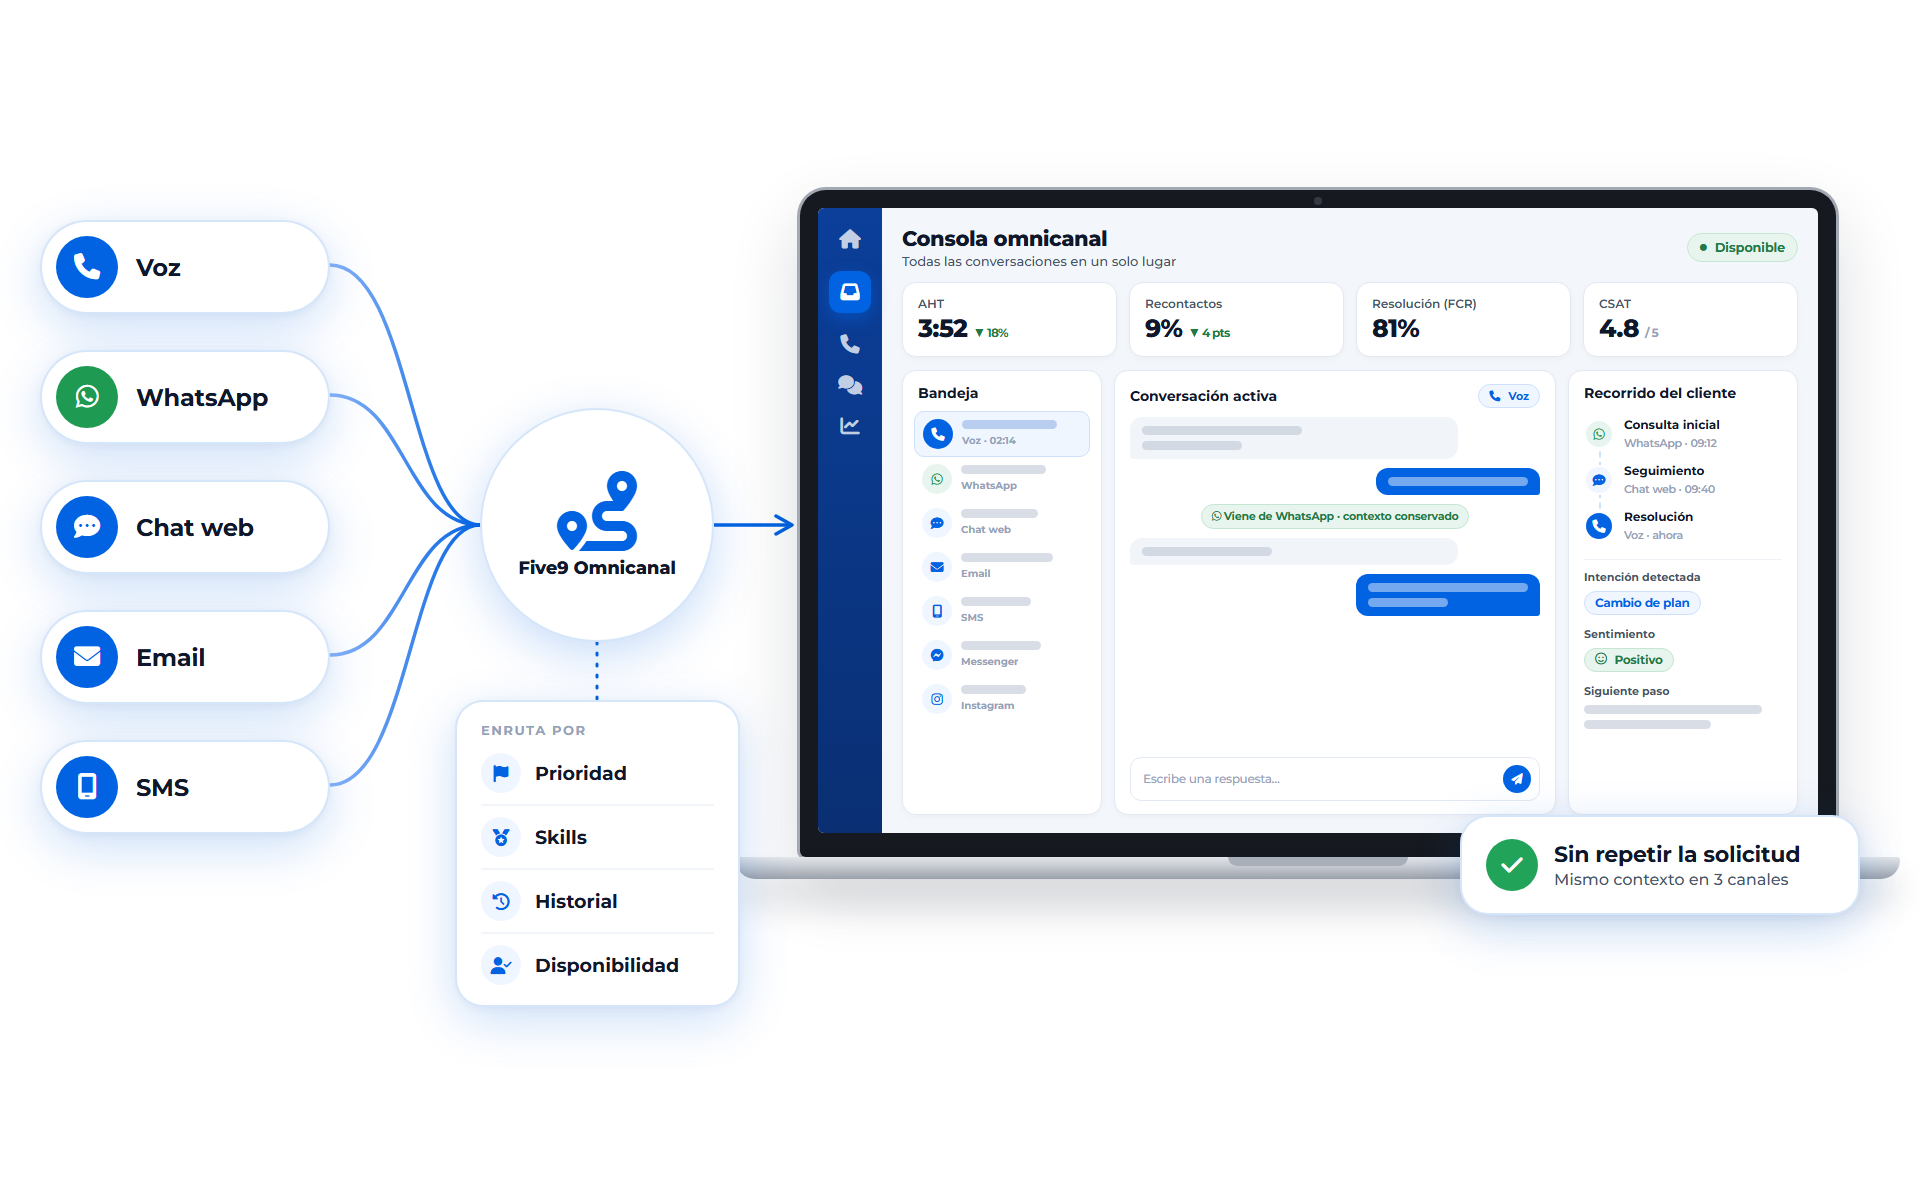 Voz
WhatsApp
Chat web
Email
SMS
Five9 Omnicanal
ENRUTA POR
Prioridad
Skills
Historial
Disponibilidad
Consola omnicanal
Todas las conversaciones en un solo lugar
Disponible
AHT
3:52 ▼ 18%
Recontactos
9% ▼ 4 pts
Resolución (FCR)
81%
CSAT
4.8 / 5
Bandeja
Voz · 02:14
WhatsApp
Chat web
Email
SMS
Messenger
Instagram
Conversación activa
Voz
Viene de WhatsApp · contexto conservado
Escribe una respuesta...
Recorrido del cliente
Consulta inicial
WhatsApp · 09:12
Seguimiento
Chat web · 09:40
Resolución
Voz · ahora
Intención detectada
Cambio de plan
Sentimiento
Positivo
Siguiente paso
Sin repetir la solicitud
Mismo contexto en 3 canales